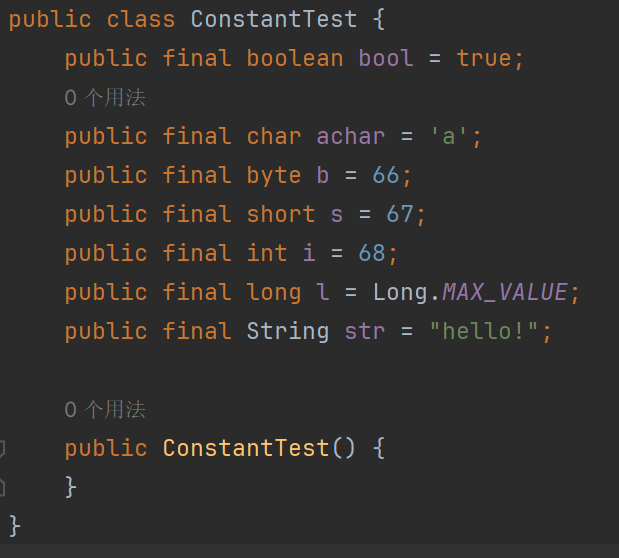 public class ConstantTest {
public final boolean bool = true;
0 个用法
public final char achar = 'a';
public final byte b = 66;
public final short s = 67;
public final int i = 68;
public final long l = Long.MAX_VALUE;
public final String str = "hello!";
0 个用法
public ConstantTest() {
}
}